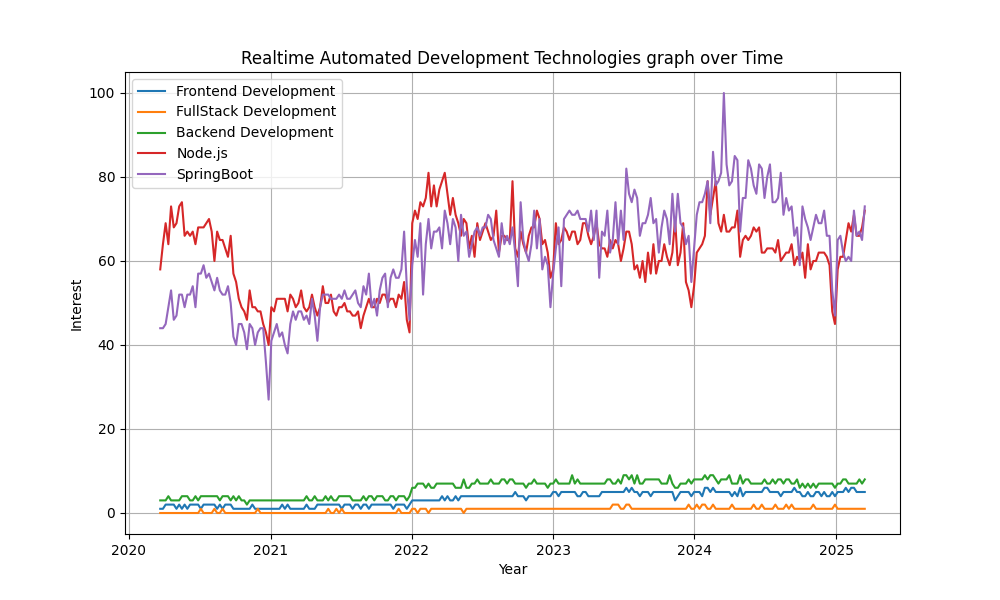 Realtime Automated Development Technologies graph over Time
Frontend Development
FullStack Development
Backend Development
Node.js
SpringBoot
100
80
60
40
20
0
Interest
2020
2021
2022
2023
2024
2025
Year